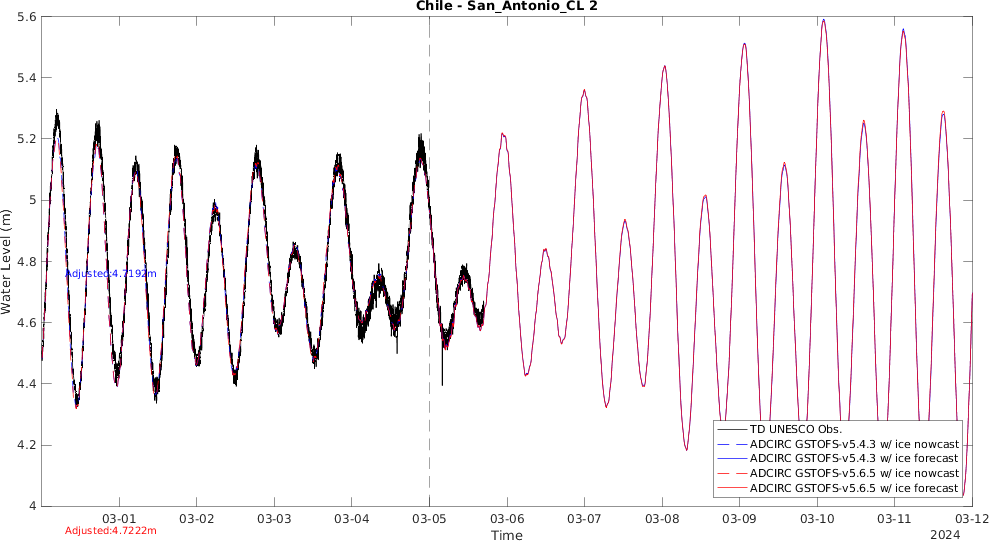 Chile - San_Antonio_CL 2
5.6
5.4
5.2
5
4.8
4.6
4.4
4.2
4
Water Level (m)
Adjusted:4.7192m
Adjusted:4.7222m
TD UNESCO Obs.
ADCIRC GSTOFS-v5.4.3 w/ ice nowcast
ADCIRC GSTOFS-v5.4.3 w/ ice forecast
ADCIRC GSTOFS-v5.6.5 w/ ice nowcast
ADCIRC GSTOFS-v5.6.5 w/ ice forecast
03-01 03-02 03-03 03-04 03-05 03-06 03-07 03-08 03-09 03-10 03-11 03-12
Time
2024